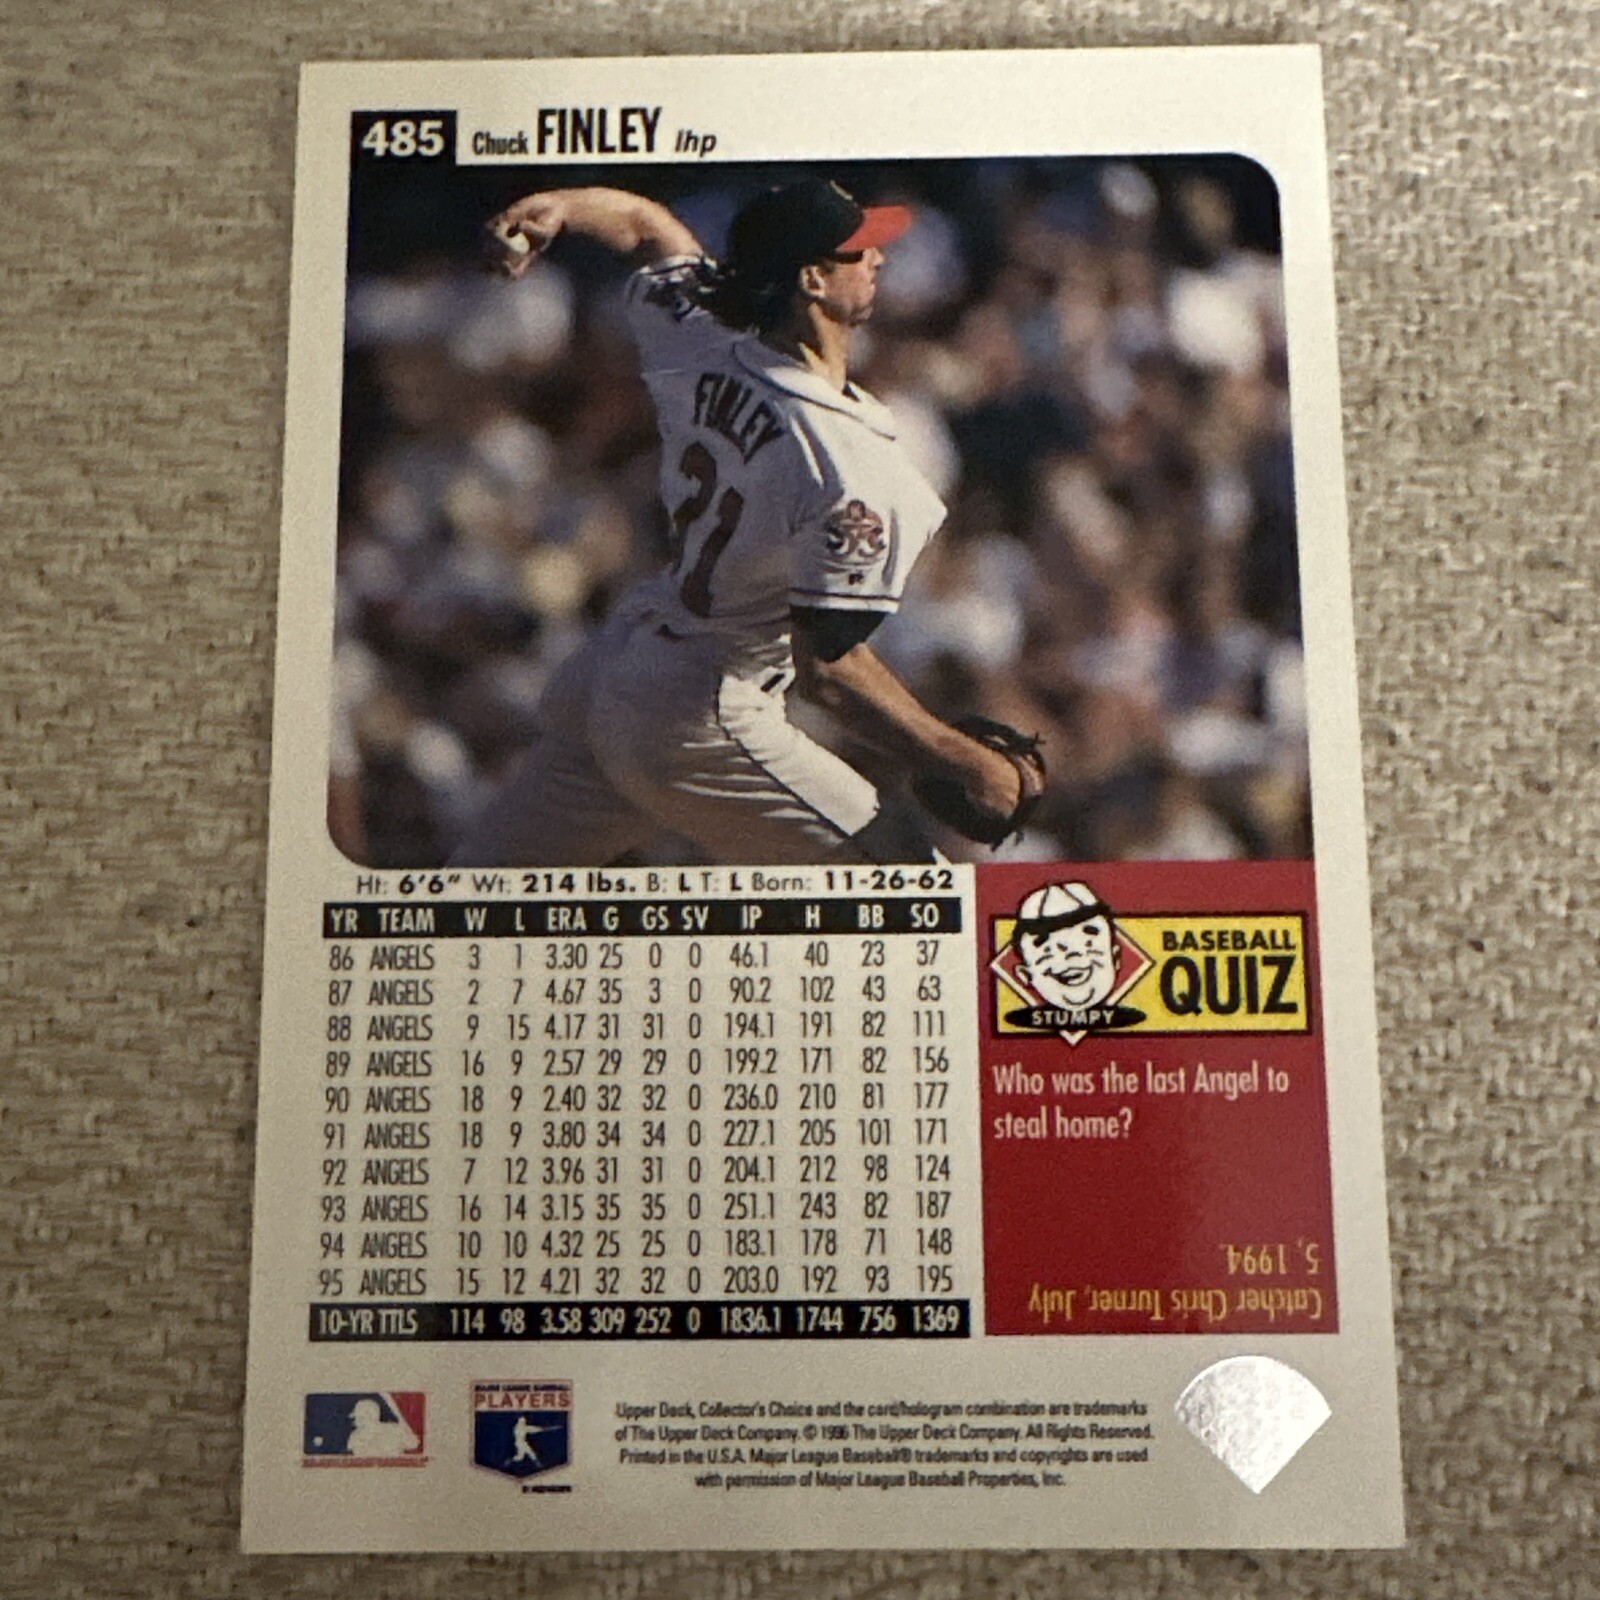 485 Chuck FINLEY lhp
FINLEY
31
Ht: 6'6" Wt: 214 lbs. B: L T: L Born: 11-26-62
YR TEAM W L ERA G GS SV IP H BB SO
86 ANGELS 3 1 3.30 25 0 0 46.1 40 23 37
87 ANGELS 2 7 4.67 35 3 0 90.2 102 43 63
88 ANGELS 9 15 4.17 31 31 0 194.1 191 82 111
89 ANGELS 16 9 2.57 29 29 0 199.2 171 82 156
90 ANGELS 18 9 2.40 32 32 0 236.0 210 81 177
91 ANGELS 18 9 3.80 34 34 0 227.1 205 101 171
92 ANGELS 7 12 3.96 31 31 0 204.1 212 98 124
93 ANGELS 16 14 3.15 35 35 0 251.1 243 82 187
94 ANGELS 10 10 4.32 25 25 0 183.1 178 71 148
95 ANGELS 15 12 4.21 32 32 0 203.0 192 93 195
10-YR TTLS 114 98 3.58 309 252 0 1836.1 1744 756 1369
BASEBALL
QUIZ
STUMPY
Who was the last Angel to
steal home?
Catcher Chris Turner, July
5, 1994.
MAJOR LEAGUE BASEBALL
PLAYERS
Upper Deck, Collector's Choice and the card/hologram combination are trademarks
of The Upper Deck Company. © 1996 The Upper Deck Company. All Rights Reserved.
Printed in the U.S.A. Major League Baseball® trademarks and copyrights are used
with permission of Major League Baseball Properties, Inc.